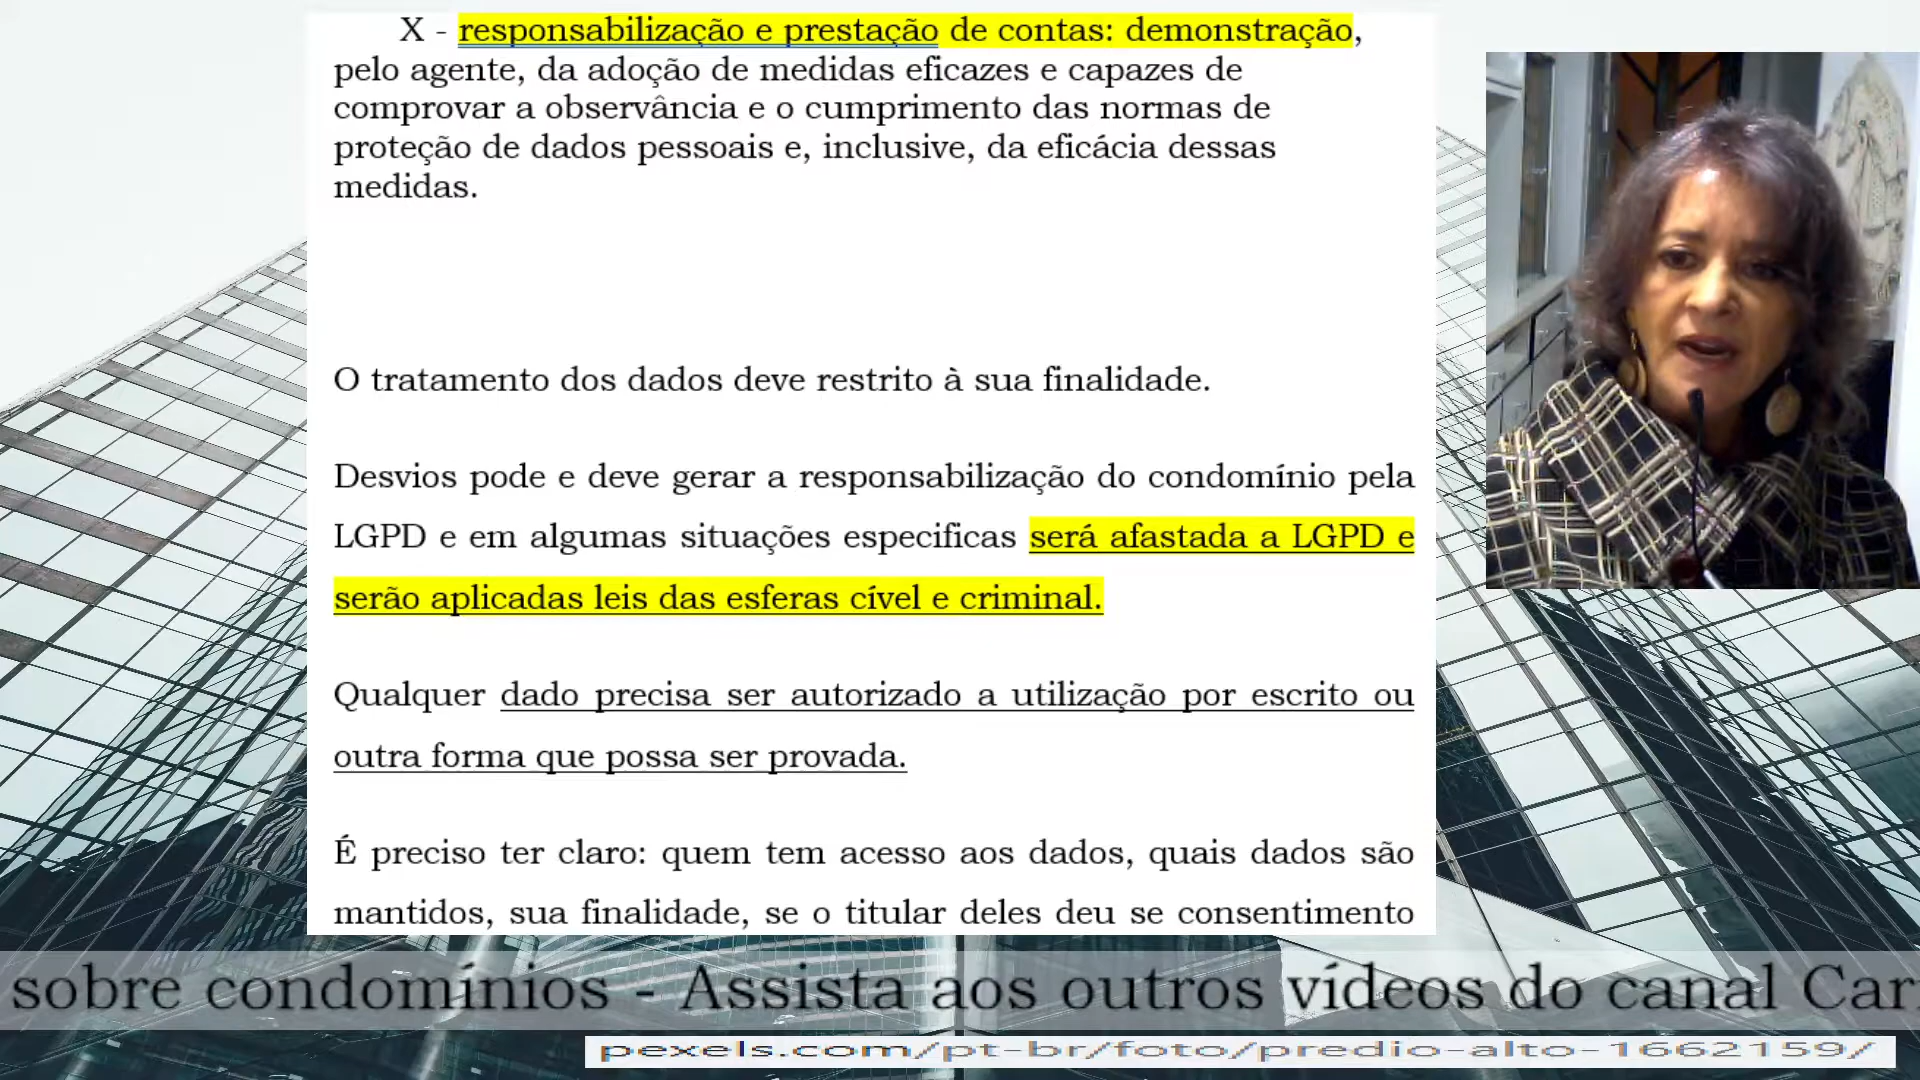 X - responsabilização e prestação de contas: demonstração,
pelo agente, da adoção de medidas eficazes e capazes de
comprovar a observância e o cumprimento das normas de
proteção de dados pessoais e, inclusive, da eficácia dessas
medidas.
O tratamento dos dados deve restrito à sua finalidade.
Desvios pode e deve gerar a responsabilização do condomínio pela
LGPD e em algumas situações especificas será afastada a LGPD e
serão aplicadas leis das esferas cível e criminal.
Qualquer dado precisa ser autorizado a utilização por escrito ou
outra forma que possa ser provada.
É preciso ter claro: quem tem acesso aos dados, quais dados são
mantidos, sua finalidade, se o titular deles deu se consentimento
sobre condomínios - Assista aos outros vídeos do canal Car
pexels.com/pt-br/foto/predio-alto-1662159/